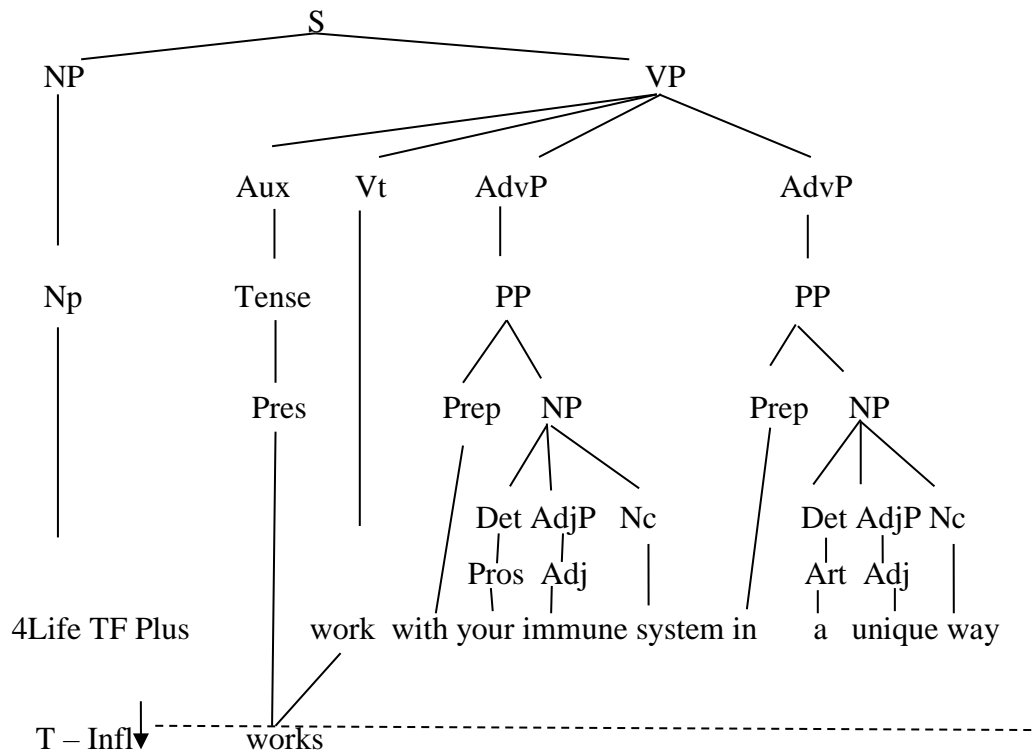 S
NP VP
Aux Vt AdvP AdvP
Np Tense PP PP
Pres Prep NP Prep NP
Det AdjP Nc Det AdjP Nc
Pros Adj Art Adj
4Life TF Plus work with your immune system in a unique way
T – Infl works